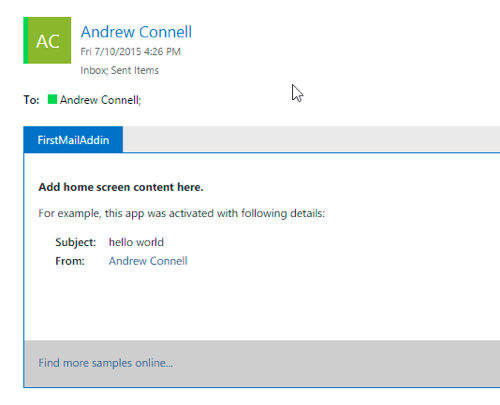 AC
Andrew Connell
Fri 7/10/2015 4:26 PM
Inbox; Sent Items
To: Andrew Connell;
FirstMailAddin
Add home screen content here.
For example, this app was activated with following details:
Subject: hello world
From: Andrew Connell
Find more samples online...